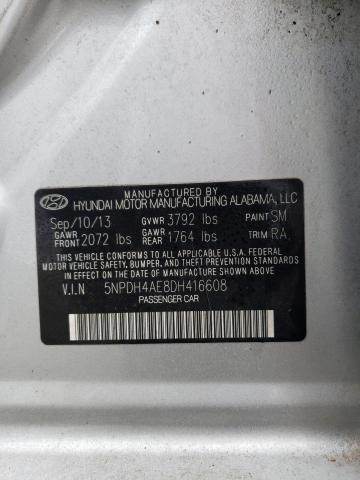 HYUNDAI MOTOR MANUFACTURING ALABAMA, LLC
Sep/10/13 GVWR 3792 lbs PAINT SM
GAWR FRONT 2072 lbs GAWR REAR 1764 lbs TRIM RA
THIS VEHICLE CONFORMS TO ALL APPLICABLE U.S.A. FEDERAL
MOTOR VEHICLE SAFETY, BUMPER, AND THEFT PREVENTION STANDARDS
IN EFFECT ON THE DATE OF MANUFACTURE SHOWN ABOVE.
V.I.N 5NPDH4AE8DH416608
PASSENGER CAR